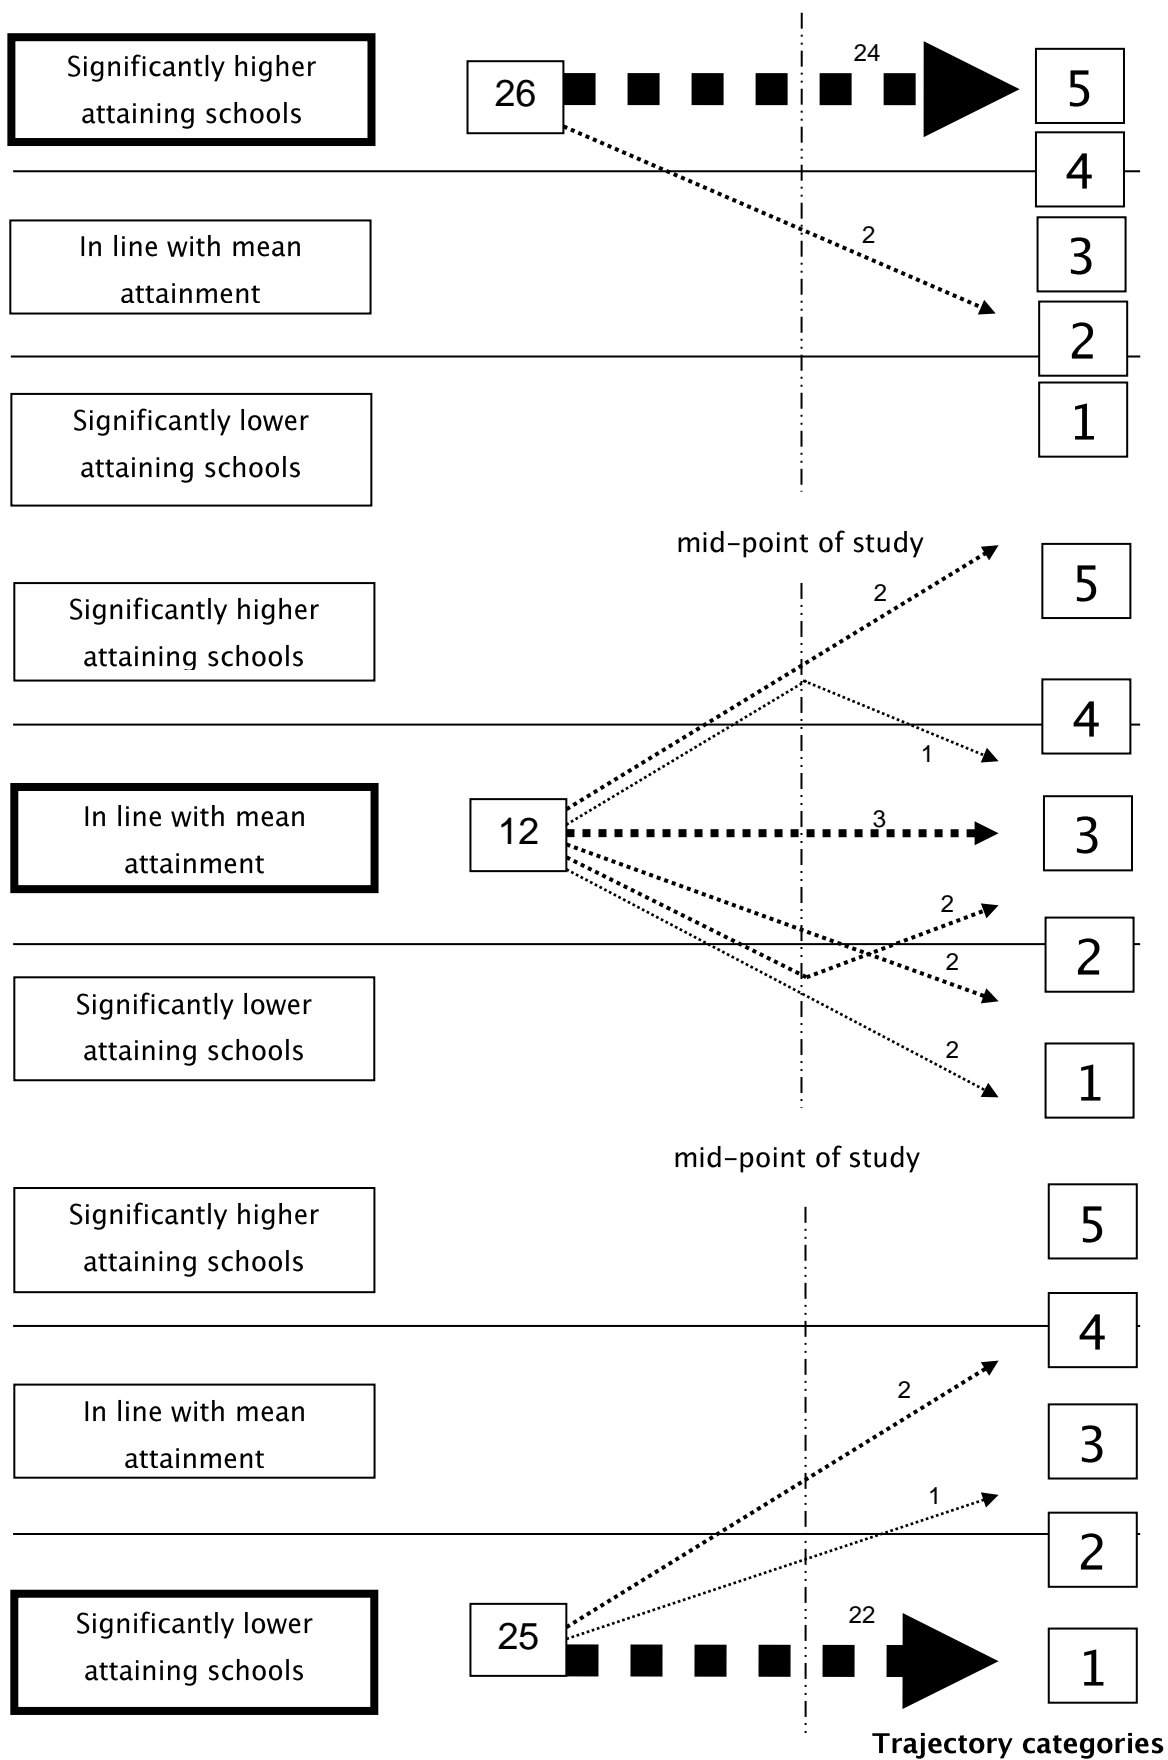 Significantly higher
attaining schools
26
24
5
4
In line with mean
attainment
2
3
2
Significantly lower
attaining schools
1
mid-point of study
Significantly higher
attaining schools
2
5
4
1
In line with mean
attainment
12
3
3
2
2
2
Significantly lower
attaining schools
2
1
mid-point of study
Significantly higher
attaining schools
5
4
In line with mean
attainment
2
3
1
2
Significantly lower
attaining schools
25
22
1
Trajectory categories